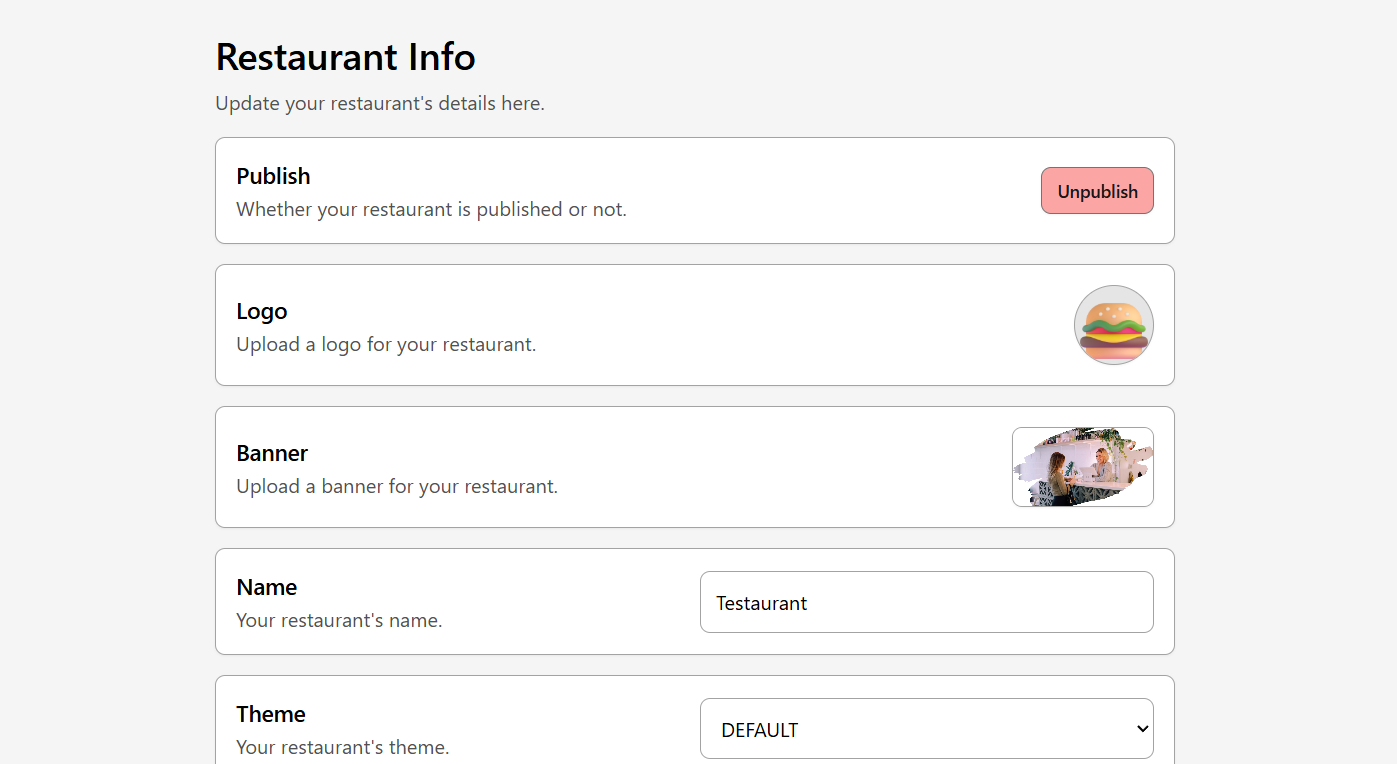 Restaurant Info
Update your restaurant's details here.
Publish
Whether your restaurant is published or not.
Unpublish
Logo
Upload a logo for your restaurant.
Banner
Upload a banner for your restaurant.
Name
Your restaurant's name.
Testaurant
Theme
Your restaurant's theme.
DEFAULT